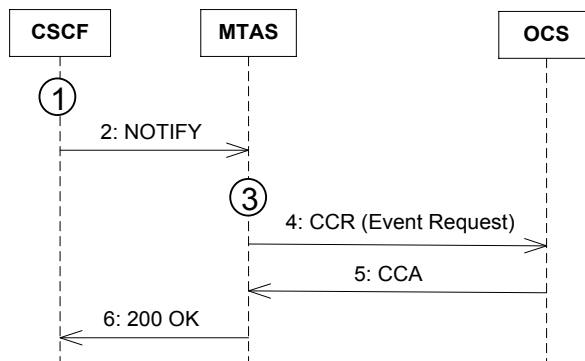 CSCF MTAS OCS
1
2: NOTIFY
3
4: CCR (Event Request)
5: CCA
6: 200 OK